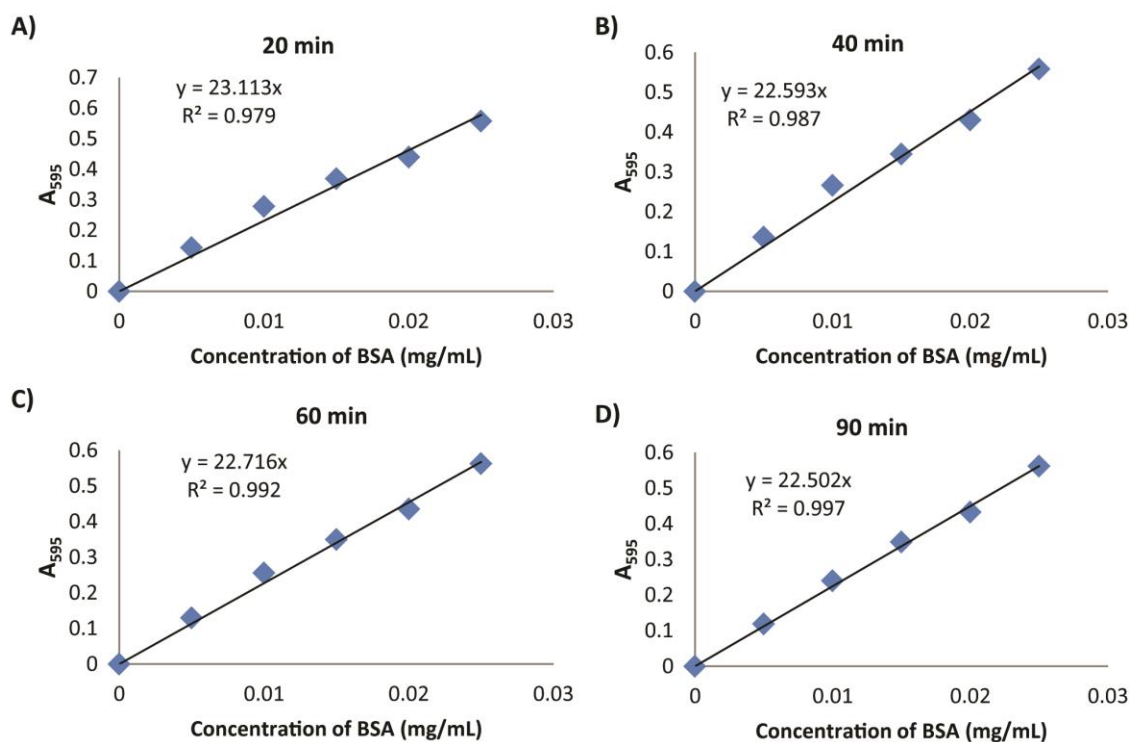 A)
20 min
y = 23.113x
R² = 0.979
0.7
0.6
0.5
0.4
0.3
0.2
0.1
0
A₅₉₅
0
0.01
0.02
0.03
Concentration of BSA (mg/mL)
B)
40 min
y = 22.593x
R² = 0.987
0.6
0.5
0.4
0.3
0.2
0.1
0
A₅₉₅
0
0.01
0.02
0.03
Concentration of BSA (mg/mL)
C)
60 min
y = 22.716x
R² = 0.992
0.6
0.5
0.4
0.3
0.2
0.1
0
A₅₉₅
0
0.01
0.02
0.03
Concentration of BSA (mg/mL)
D)
90 min
y = 22.502x
R² = 0.997
0.6
0.5
0.4
0.3
0.2
0.1
0
A₅₉₅
0
0.01
0.02
0.03
Concentration of BSA (mg/mL)